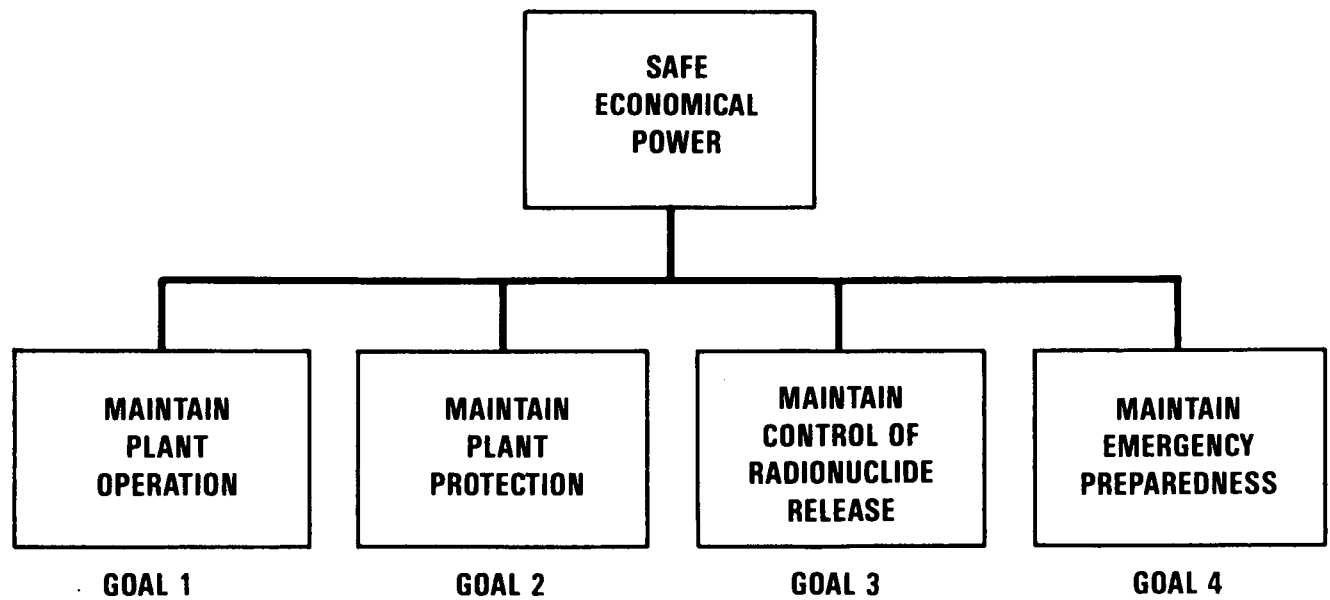 SAFE
ECONOMICAL
POWER
MAINTAIN
PLANT
OPERATION
MAINTAIN
PLANT
PROTECTION
MAINTAIN
CONTROL OF
RADIONUCLIDE
RELEASE
MAINTAIN
EMERGENCY
PREPAREDNESS
GOAL 1
GOAL 2
GOAL 3
GOAL 4